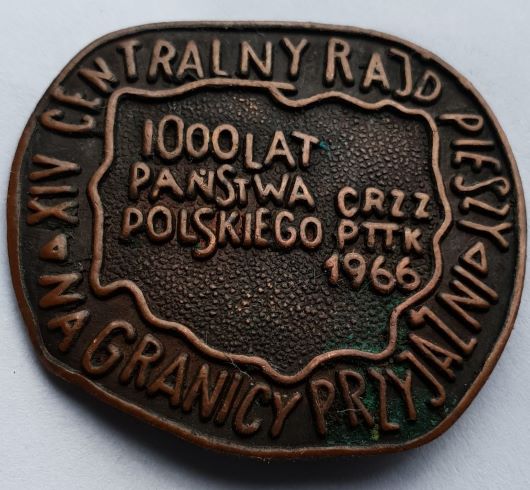 XIV CENTRALNY RAJD PIESZY
NA GRANICY PRZYJAŹNI
1000 LAT
PAŃSTWA
POLSKIEGO
CRZZ
PTTK
1966